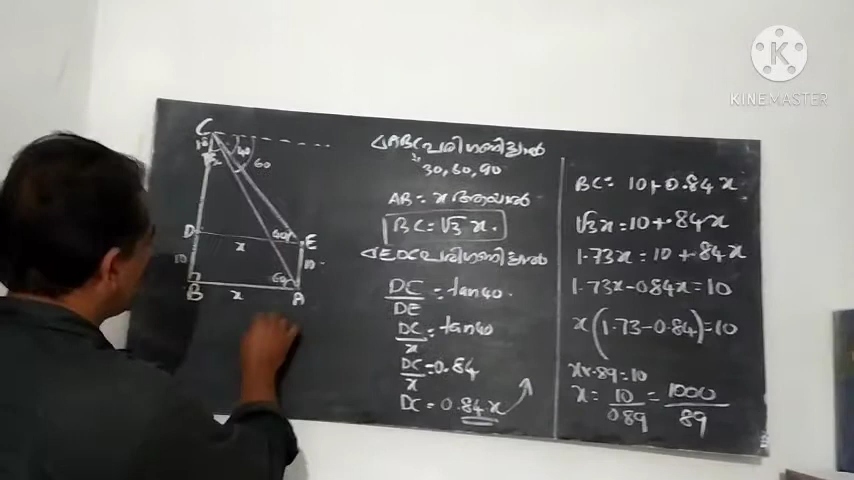 KINEMASTER
C
40
60
D
x
40°
E
10
10
60°
B
x
A
△ABC പരിഗണിച്ചാൽ
30, 60, 90
AB = x ആയാൽ
BC = √3 x.
△EDC പരിഗണിച്ചാൽ
DC/DE = tan40.
DC/x = tan40
DC/x = 0.84
DC = 0.84x
BC = 10+0.84x
√3x = 10+.84x
1.73x = 10+.84x
1.73x-0.84x = 10
x(1.73-0.84) = 10
x×.89 = 10
x = 10/0.89 = 1000/89